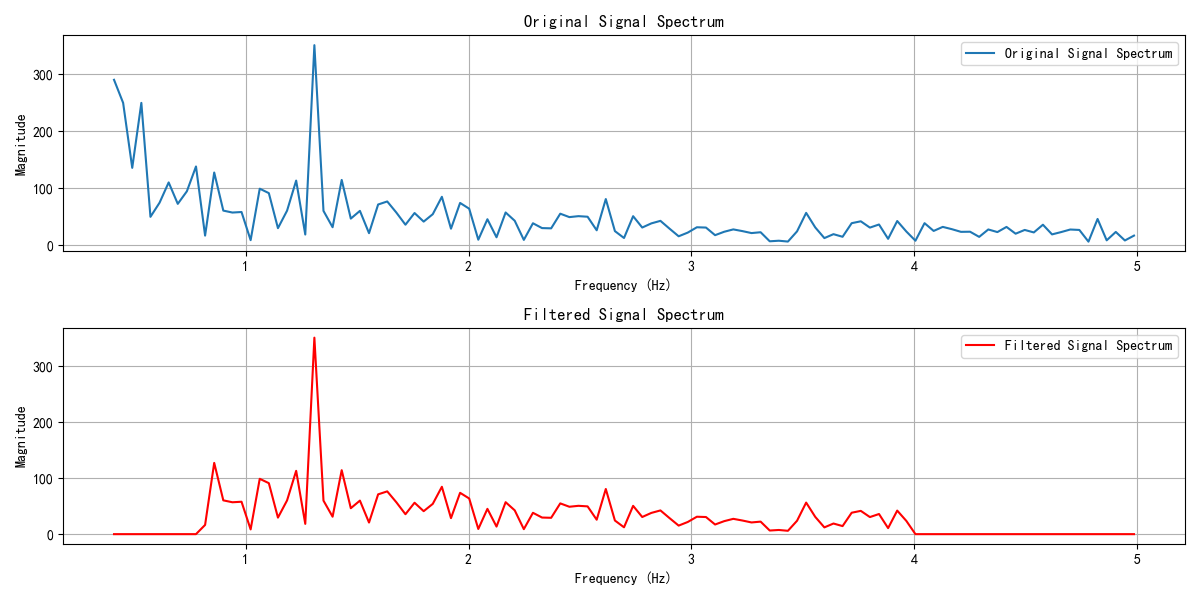 Original Signal Spectrum
Original Signal Spectrum
Magnitude
300
200
100
0
1
2
3
4
5
Frequency (Hz)
Filtered Signal Spectrum
Filtered Signal Spectrum
Magnitude
300
200
100
0
1
2
3
4
5
Frequency (Hz)